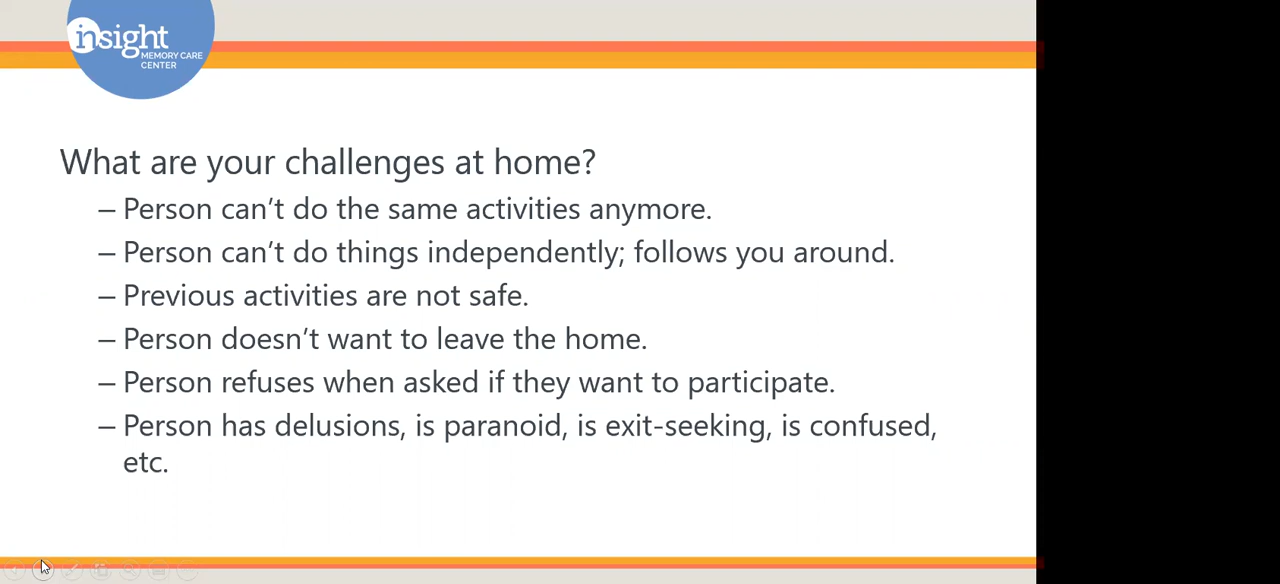 insight
MEMORY CARE
CENTER
What are your challenges at home?
– Person can’t do the same activities anymore.
– Person can’t do things independently; follows you around.
– Previous activities are not safe.
– Person doesn’t want to leave the home.
– Person refuses when asked if they want to participate.
– Person has delusions, is paranoid, is exit-seeking, is confused,
etc.